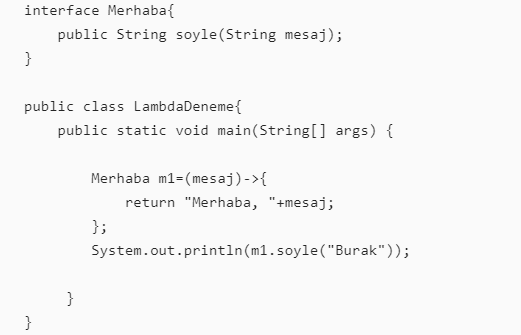 interface Merhaba{
    public String soyle(String mesaj);
}

public class LambdaDeneme{
    public static void main(String[] args) {

        Merhaba m1=(mesaj)->{
            return "Merhaba, "+mesaj;
        };
        System.out.println(m1.soyle("Burak"));

     }
}